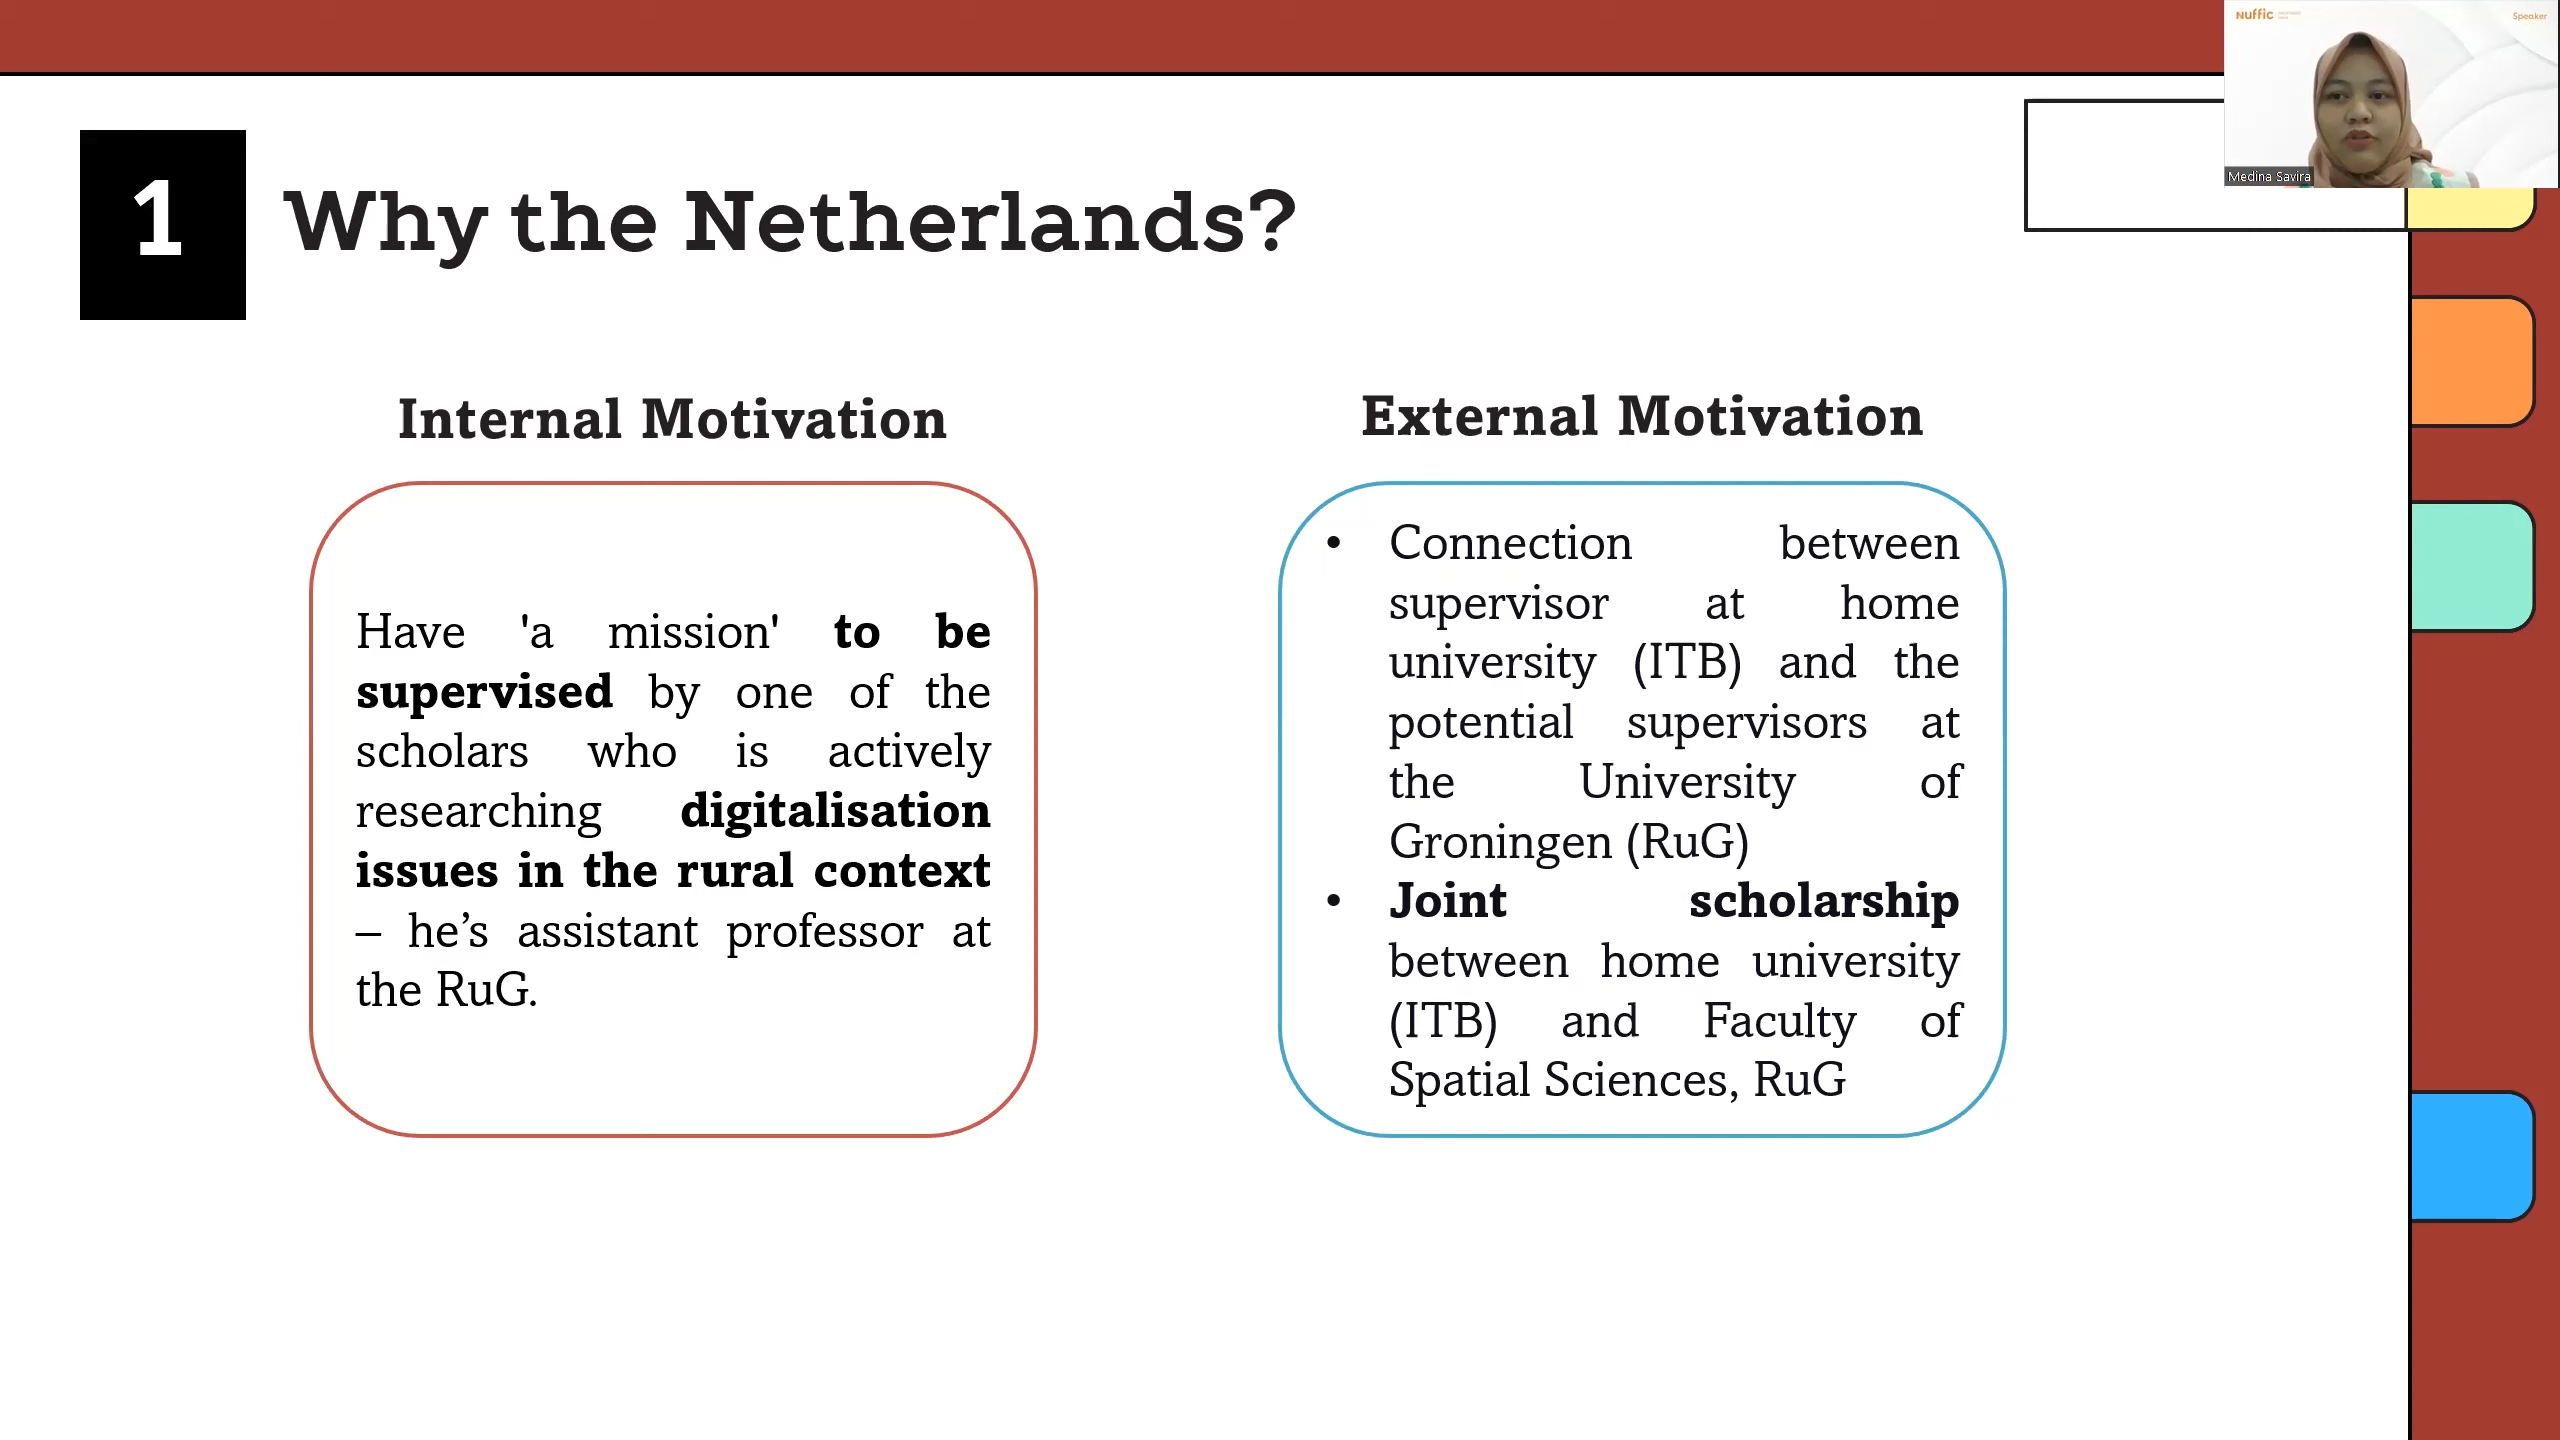 Nuffic
Speaker
Medina Savira
1
Why the Netherlands?
Internal Motivation
Have 'a mission' to be
supervised by one of the
scholars who is actively
researching digitalisation
issues in the rural context
– he’s assistant professor at
the RuG.
External Motivation
• Connection between
supervisor at home
university (ITB) and the
potential supervisors at
the University of
Groningen (RuG)
• Joint scholarship
between home university
(ITB) and Faculty of
Spatial Sciences, RuG